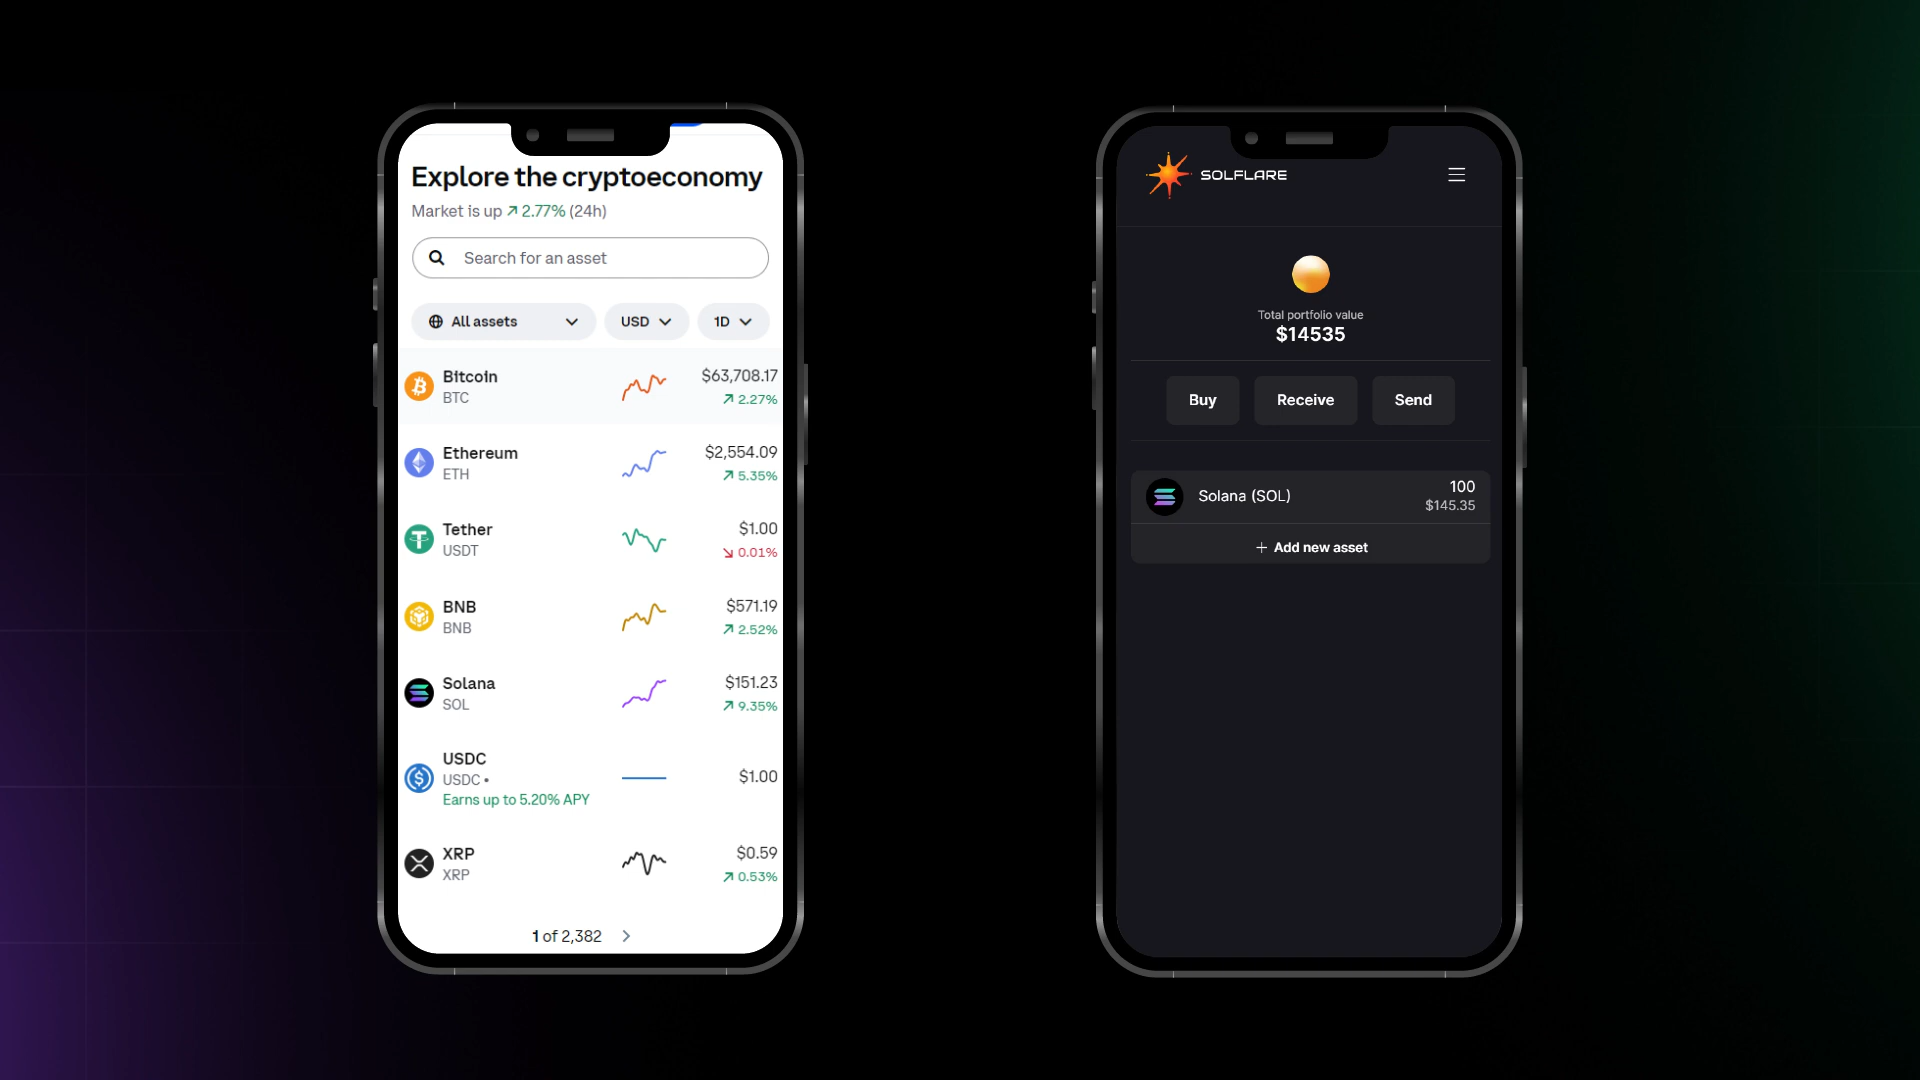 Explore the cryptoeconomy
Market is up ↗ 2.77% (24h)
Search for an asset
All assets USD 1D
Bitcoin $63,708.17
BTC ↗ 2.27%
Ethereum $2,554.09
ETH ↗ 5.35%
Tether $1.00
USDT ↘ 0.01%
BNB $571.19
BNB ↗ 2.52%
Solana $151.23
SOL ↗ 9.35%
USDC
USDC • $1.00
Earns up to 5.20% APY
XRP $0.59
XRP ↗ 0.53%
1 of 2,382
SOLFLARE
Total portfolio value
$14535
Buy Receive Send
Solana (SOL) 100
$145.35
+ Add new asset